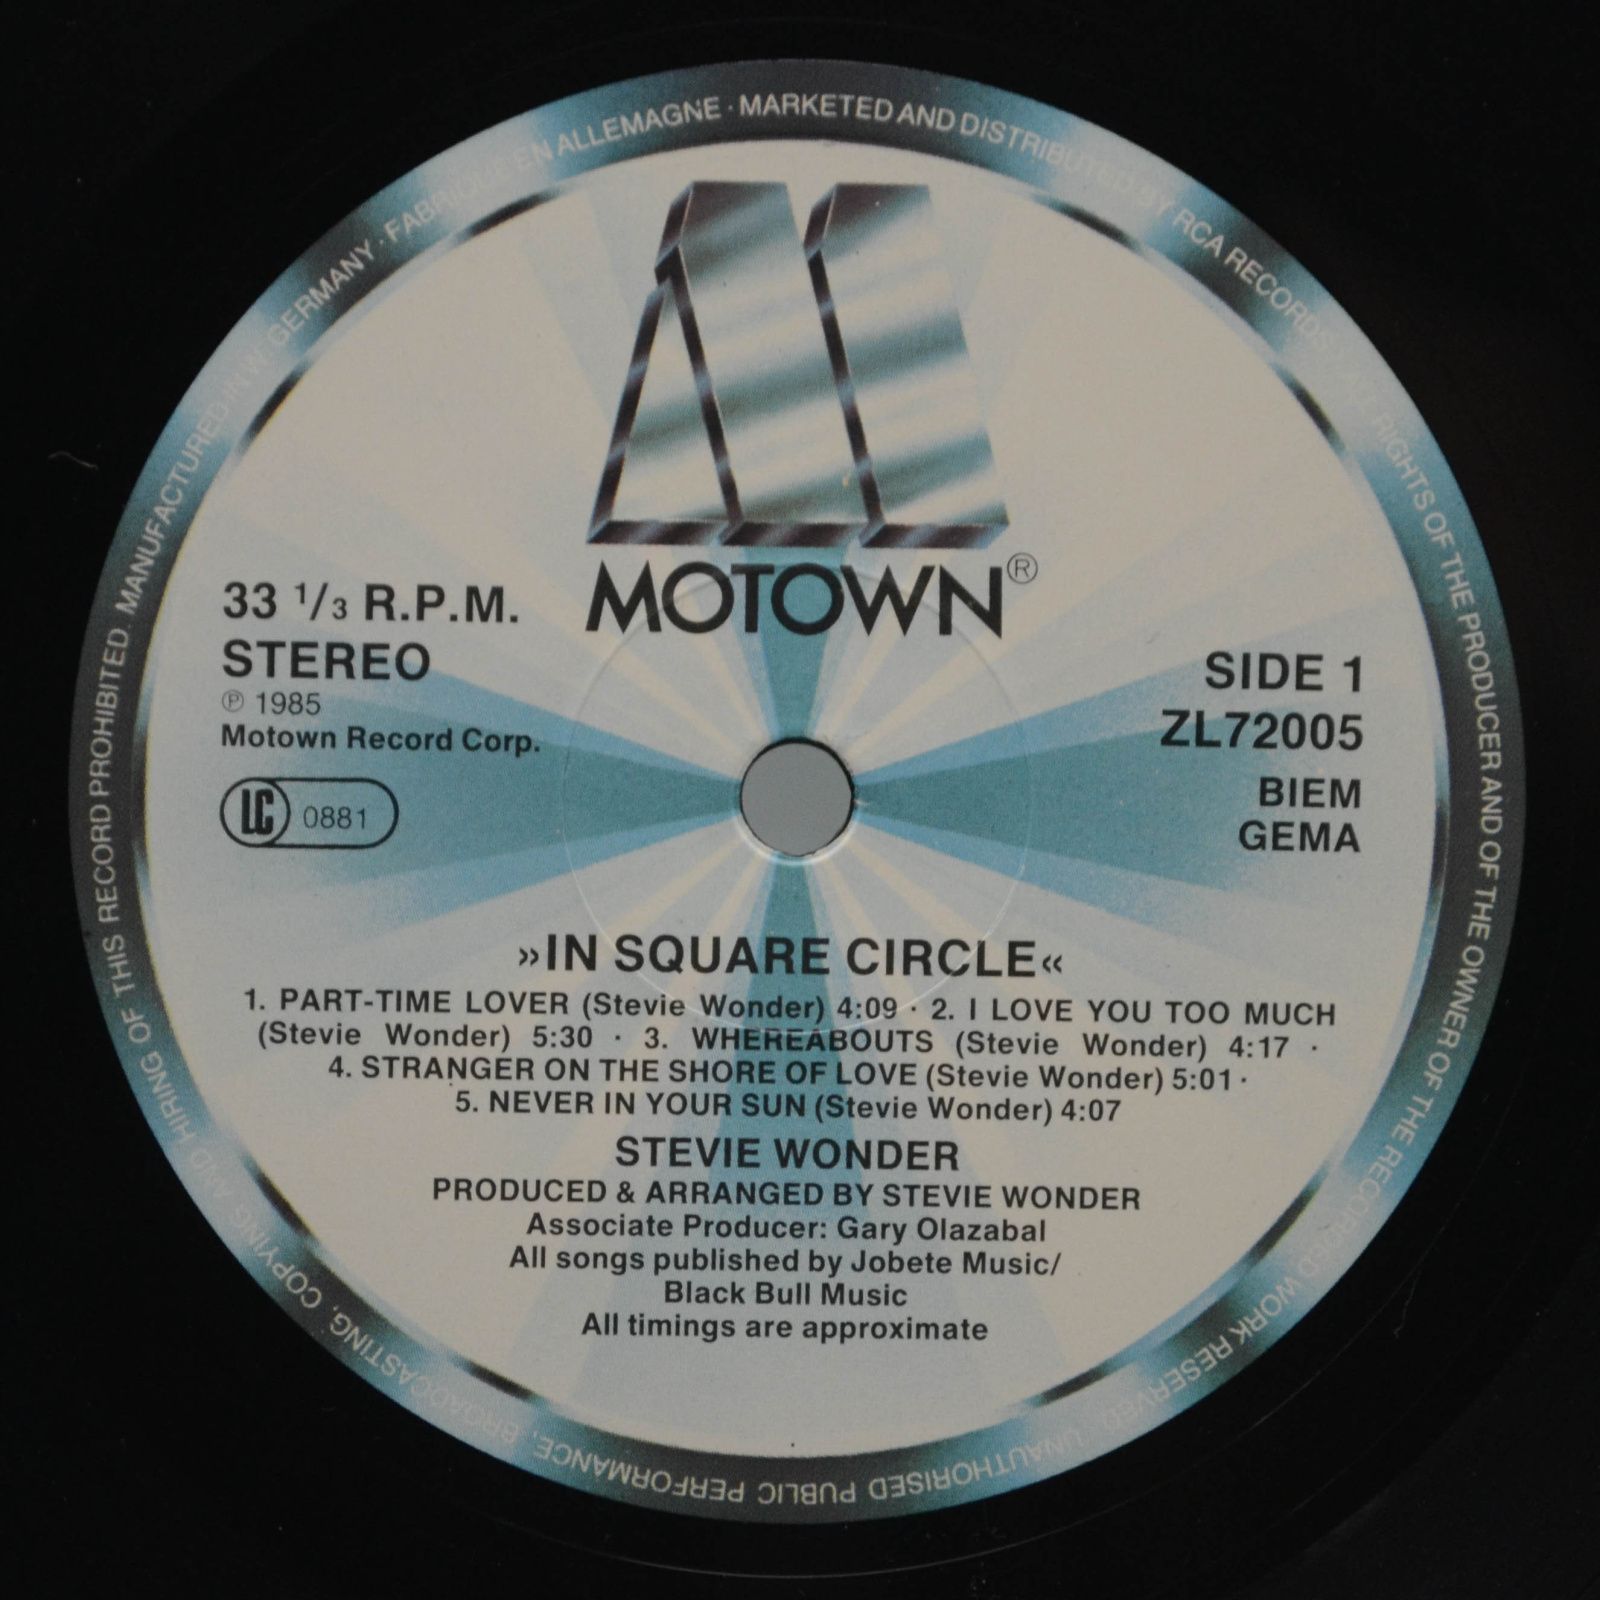 MANUFACTURED IN W. GERMANY · FABRIQUÉ EN ALLEMAGNE · MARKETED AND DISTRIBUTED BY RCA RECORDS · ALL RIGHTS OF THE PRODUCER AND OF THE OWNER OF THE RECORDED WORK RESERVED. UNAUTHORISED PUBLIC PERFORMANCE, BROADCASTING, COPYING, AND HIRING OF THIS RECORD PROHIBITED.
MOTOWN®
33 1/3 R.P.M.
STEREO
℗ 1985
Motown Record Corp.
LC 0881
SIDE 1
ZL72005
BIEM
GEMA
»IN SQUARE CIRCLE«
1. PART-TIME LOVER (Stevie Wonder) 4:09 · 2. I LOVE YOU TOO MUCH
(Stevie Wonder) 5:30 · 3. WHEREABOUTS (Stevie Wonder) 4:17 ·
4. STRANGER ON THE SHORE OF LOVE (Stevie Wonder) 5:01 ·
5. NEVER IN YOUR SUN (Stevie Wonder) 4:07
STEVIE WONDER
PRODUCED & ARRANGED BY STEVIE WONDER
Associate Producer: Gary Olazabal
All songs published by Jobete Music/
Black Bull Music
All timings are approximate